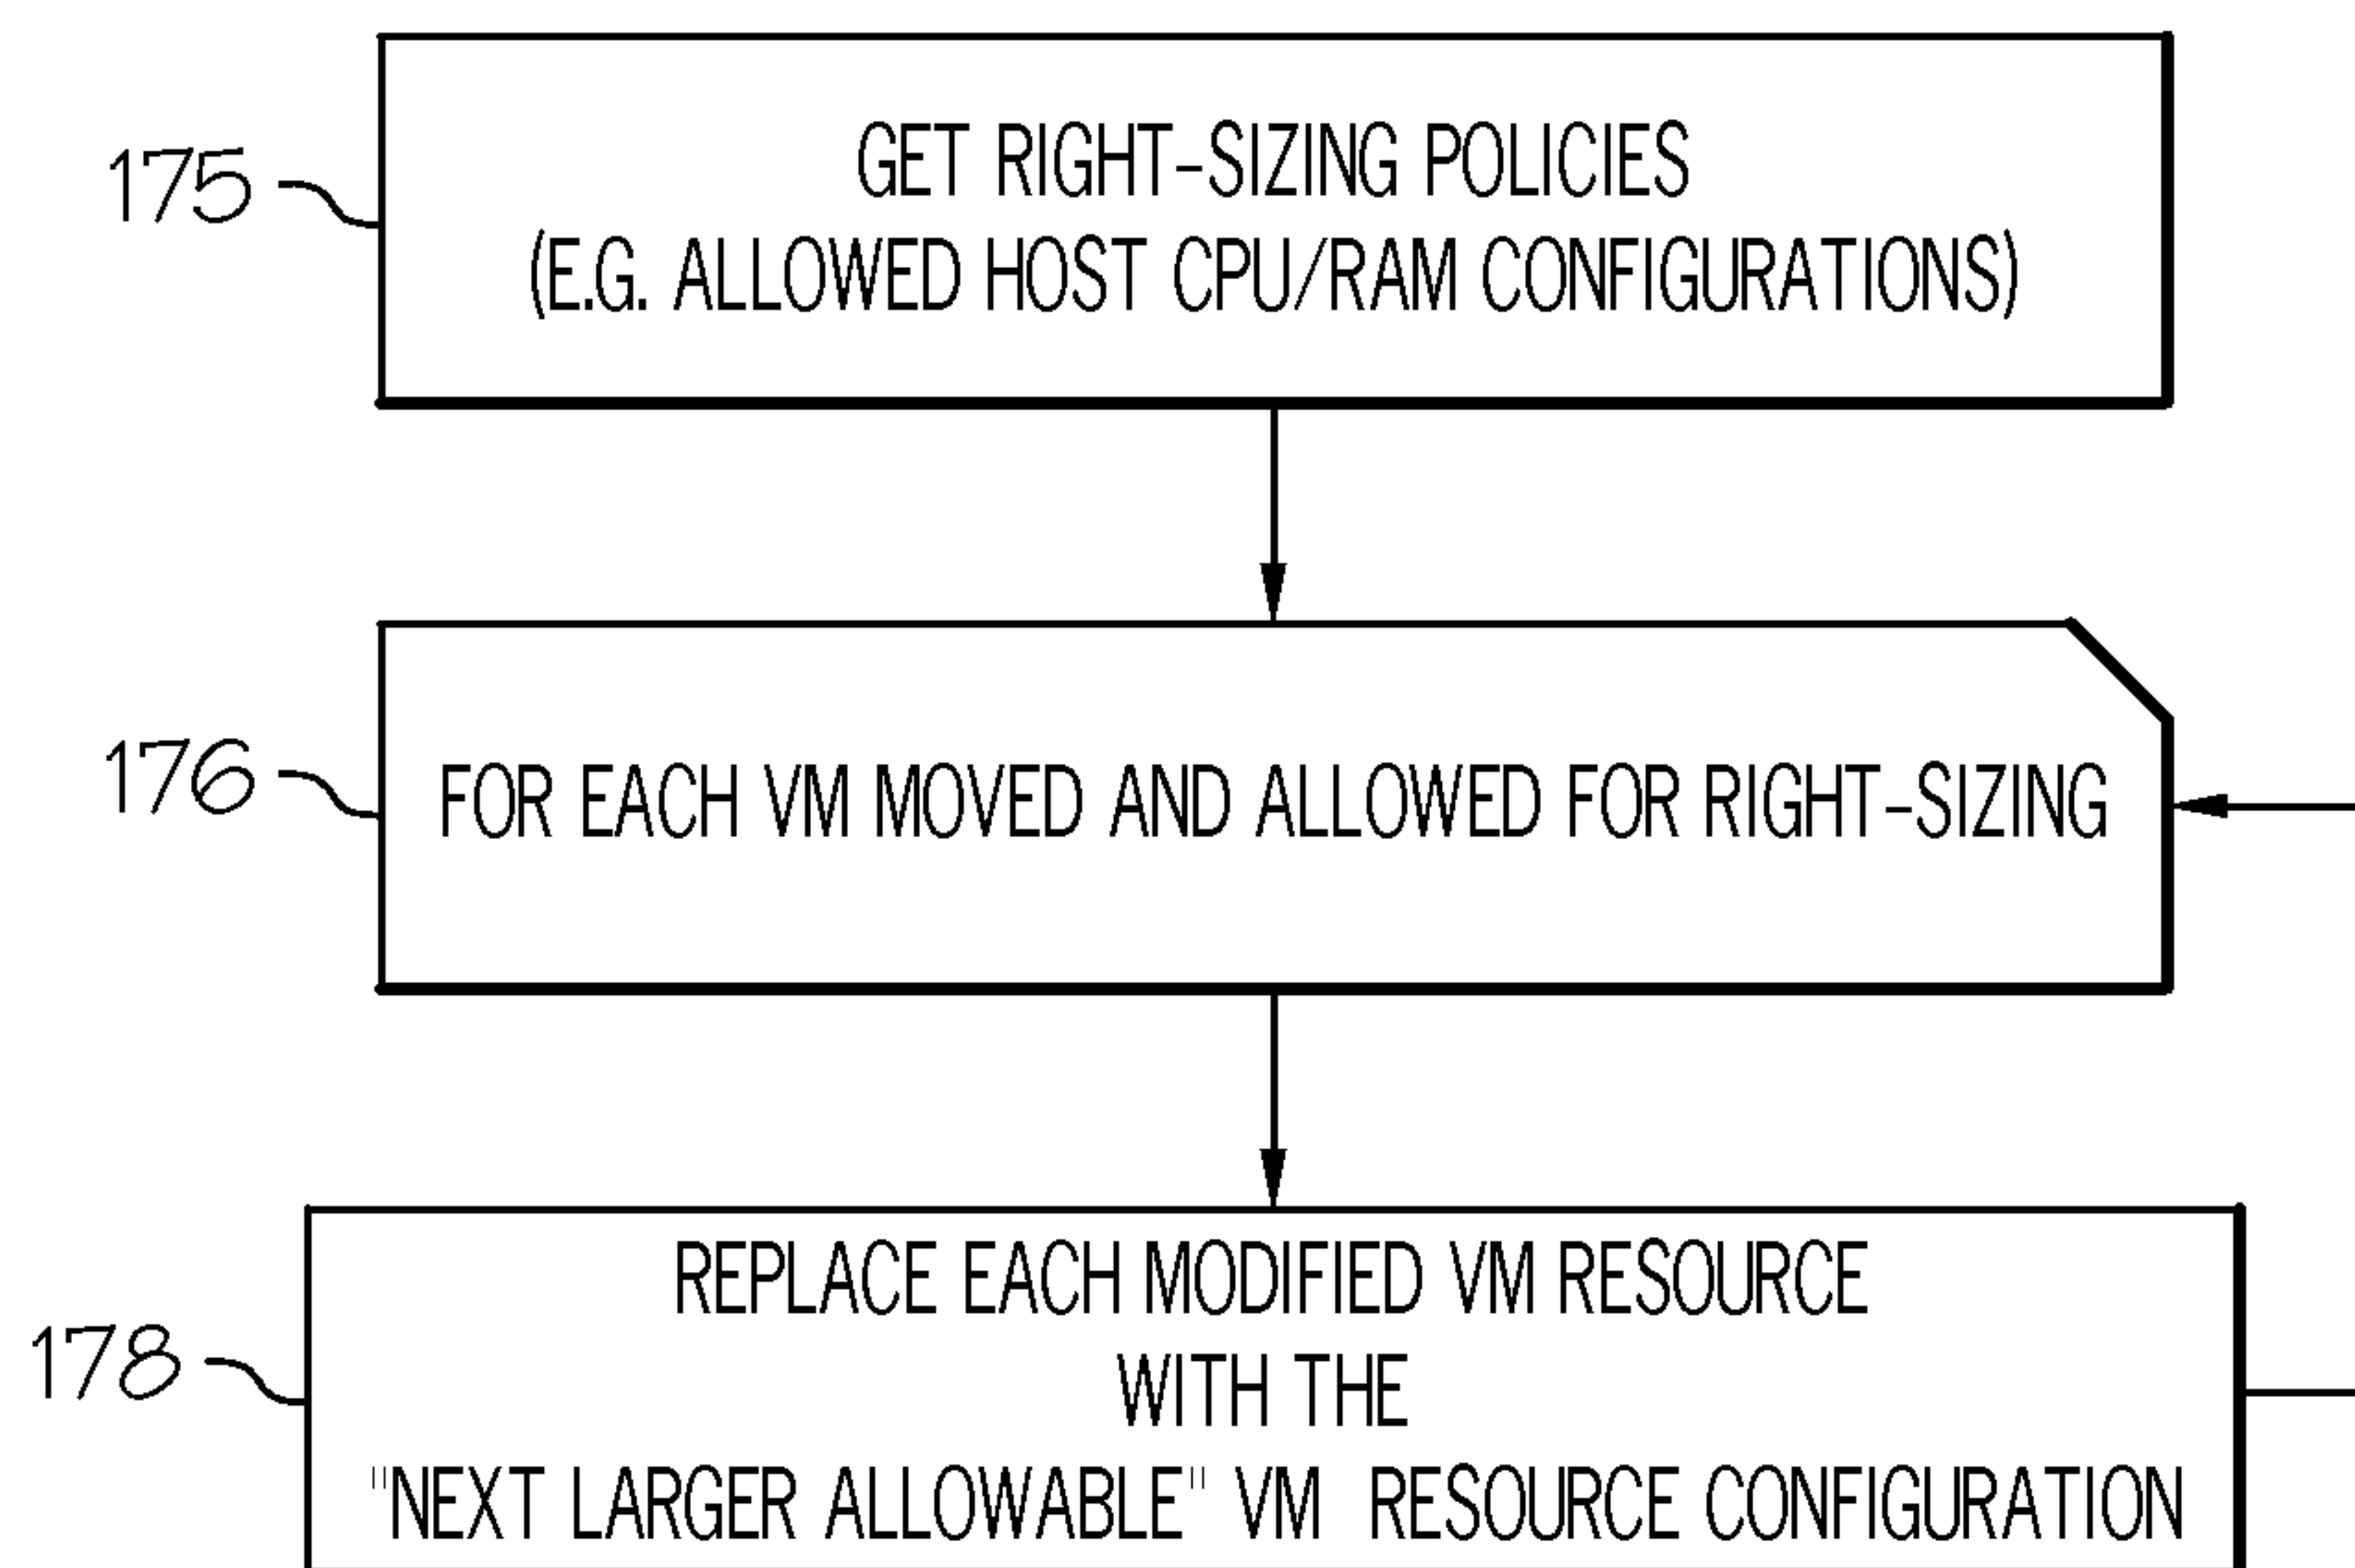 175
GET RIGHT-SIZING POLICIES
(E.G. ALLOWED HOST CPU/RAM CONFIGURATIONS)
176
FOR EACH VM MOVED AND ALLOWED FOR RIGHT-SIZING
178
REPLACE EACH MODIFIED VM RESOURCE
WITH THE
"NEXT LARGER ALLOWABLE" VM RESOURCE CONFIGURATION